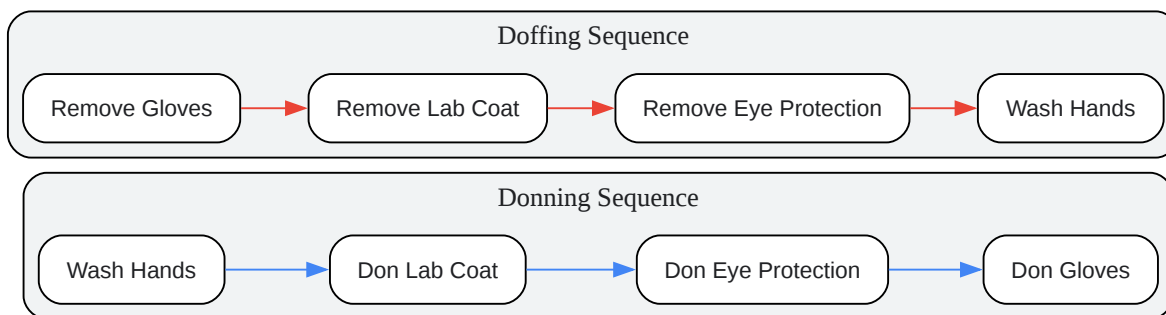 Doffing Sequence
Remove Gloves
Remove Lab Coat
Remove Eye Protection
Wash Hands
Donning Sequence
Wash Hands
Don Lab Coat
Don Eye Protection
Don Gloves